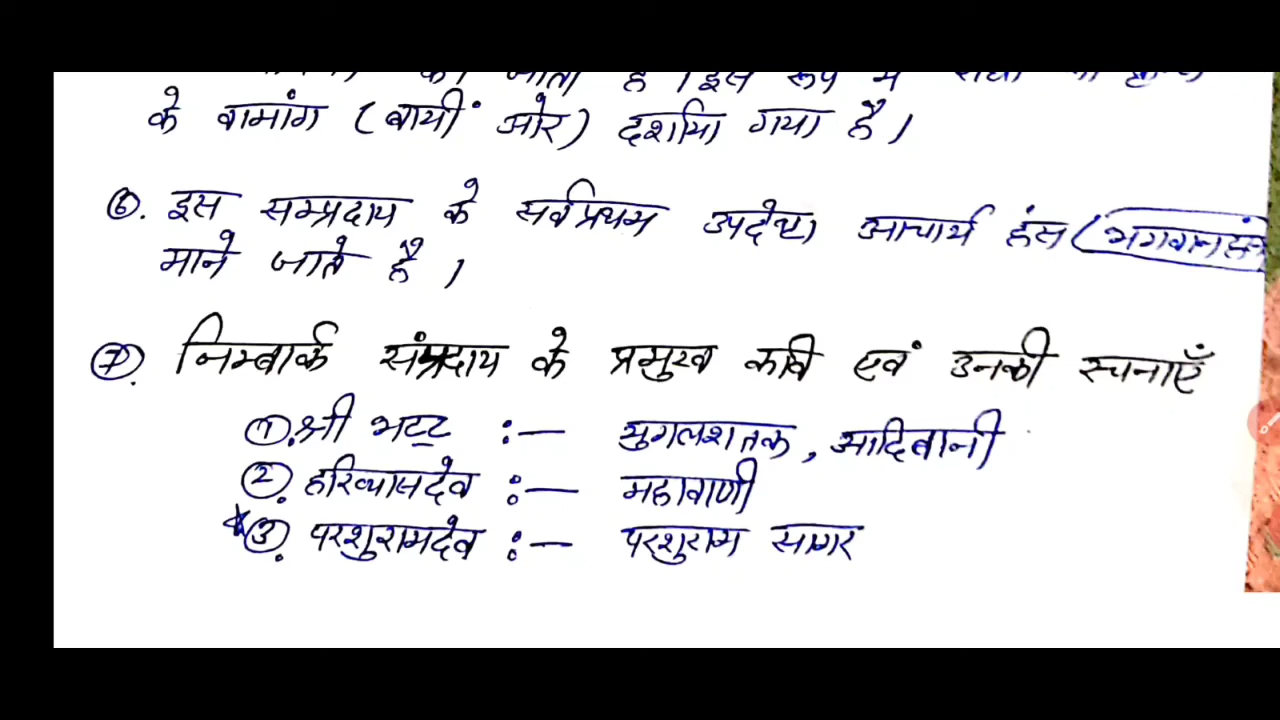 जाता है । इस रूप में
के वामांग (बायीं ओर) दर्शाया गया है ।
6. इस सम्प्रदाय के सर्वप्रथम उपदेष्टा आचार्य हंस (भगवान
माने जाते है ।
7. निम्बार्क संप्रदाय के प्रमुख कवि एवं उनकी रचनाएँ
1. श्री भट्ट :— युगलशतक, आदिबानी
2. हरिव्यासदेव :— महावाणी
3. परशुरामदेव :— परशुराम सागर